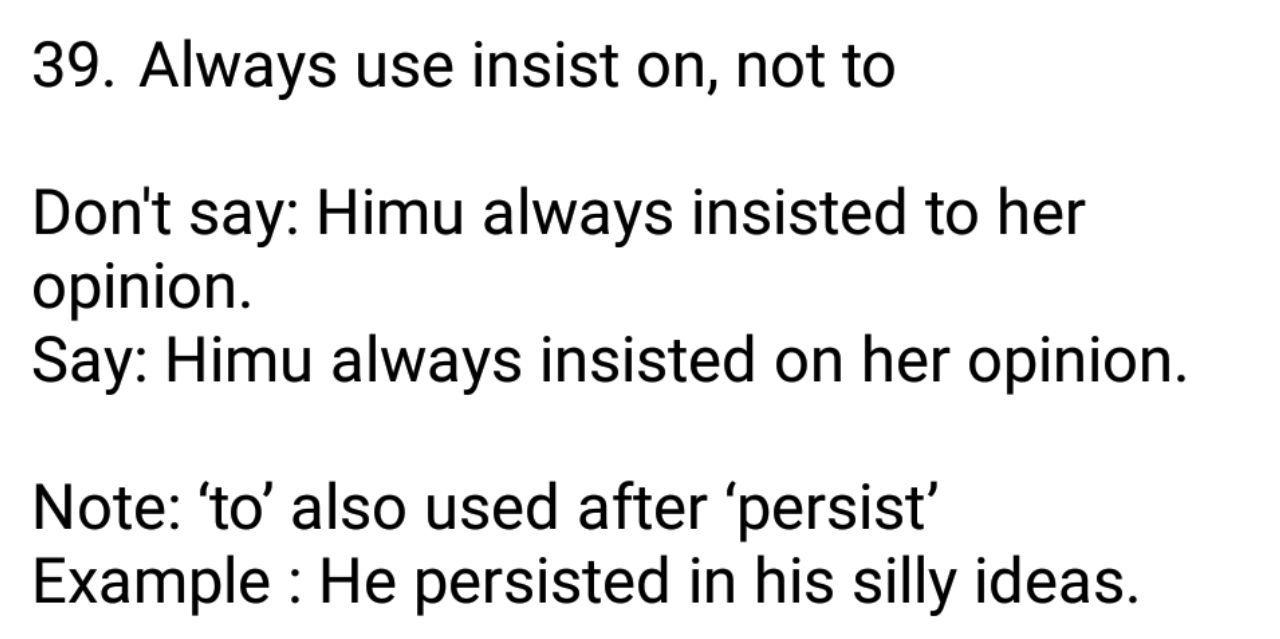 39. Always use insist on, not to
Don't say: Himu always insisted to her
opinion.
Say: Himu always insisted on her opinion.
Note: ‘to’ also used after ‘persist’
Example : He persisted in his silly ideas.